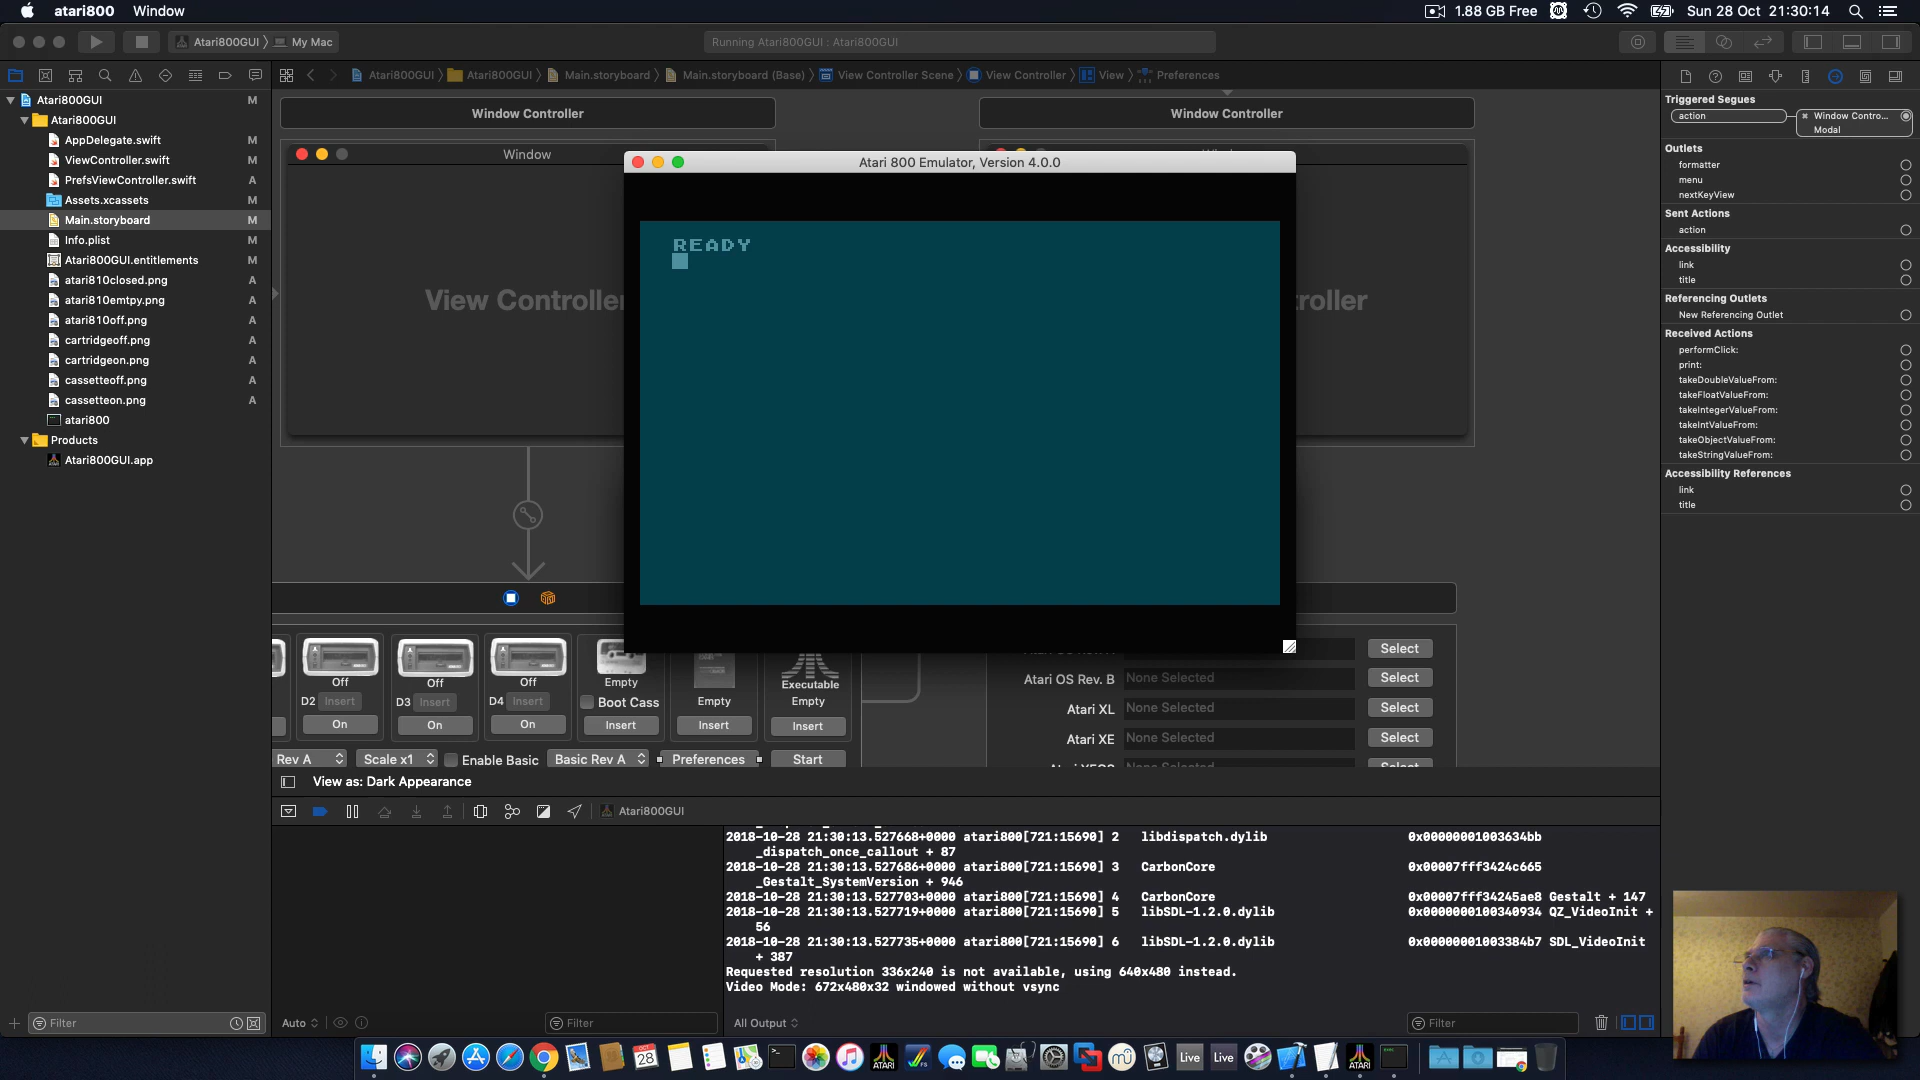 atari800 Window
1.88 GB Free Sun 28 Oct 21:30:14
Atari800GUI My Mac
Running Atari800GUI : Atari800GUI
Atari800GUI Atari800GUI Main.storyboard Main.storyboard (Base) View Controller Scene View Controller View Preferences
Atari800GUI M
Atari800GUI
AppDelegate.swift M
ViewController.swift M
PrefsViewController.swift A
Assets.xcassets M
Main.storyboard M
Info.plist M
Atari800GUI.entitlements M
atari810closed.png A
atari810emtpy.png A
atari810off.png A
cartridgeoff.png A
cartridgeon.png A
cassetteoff.png A
cassetteon.png A
atari800
Products
Atari800GUI.app
Filter
Window Controller
Window Controller
Window
View Controller
Atari 800 Emulator, Version 4.0.0
READY
Off
D2 Insert
On
Off
D3 Insert
On
Off
D4 Insert
On
Empty
Boot Cass
Insert
Empty
Insert
Executable
Empty
Insert
Rev A Scale x1 Enable Basic Basic Rev A Preferences Start
Select
Atari OS Rev. B None Selected Select
Atari XL None Selected Select
Atari XE None Selected Select
View as: Dark Appearance
Atari800GUI
2018-10-28 21:30:13.527668+0000 atari800[721:15690] 2 libdispatch.dylib 0x00000001003634bb
_dispatch_once_callout + 87
2018-10-28 21:30:13.527686+0000 atari800[721:15690] 3 CarbonCore 0x00007fff3424c665
_Gestalt_SystemVersion + 946
2018-10-28 21:30:13.527703+0000 atari800[721:15690] 4 CarbonCore 0x00007fff34245ae8 Gestalt + 147
2018-10-28 21:30:13.527719+0000 atari800[721:15690] 5 libSDL-1.2.0.dylib 0x0000000100340934 QZ_VideoInit +
56
2018-10-28 21:30:13.527735+0000 atari800[721:15690] 6 libSDL-1.2.0.dylib 0x00000001003384b7 SDL_VideoInit
+ 387
Requested resolution 336x240 is not available, using 640x480 instead.
Video Mode: 672x480x32 windowed without vsync
Auto
Filter
All Output
Filter
Triggered Segues
action Window Contro...
Modal
Outlets
formatter
menu
nextKeyView
Sent Actions
action
Accessibility
link
title
Referencing Outlets
New Referencing Outlet
Received Actions
performClick:
print:
takeDoubleValueFrom:
takeFloatValueFrom:
takeIntegerValueFrom:
takeIntValueFrom:
takeObjectValueFrom:
takeStringValueFrom:
Accessibility References
link
title
28
ATARI
Live
Live
ATARI